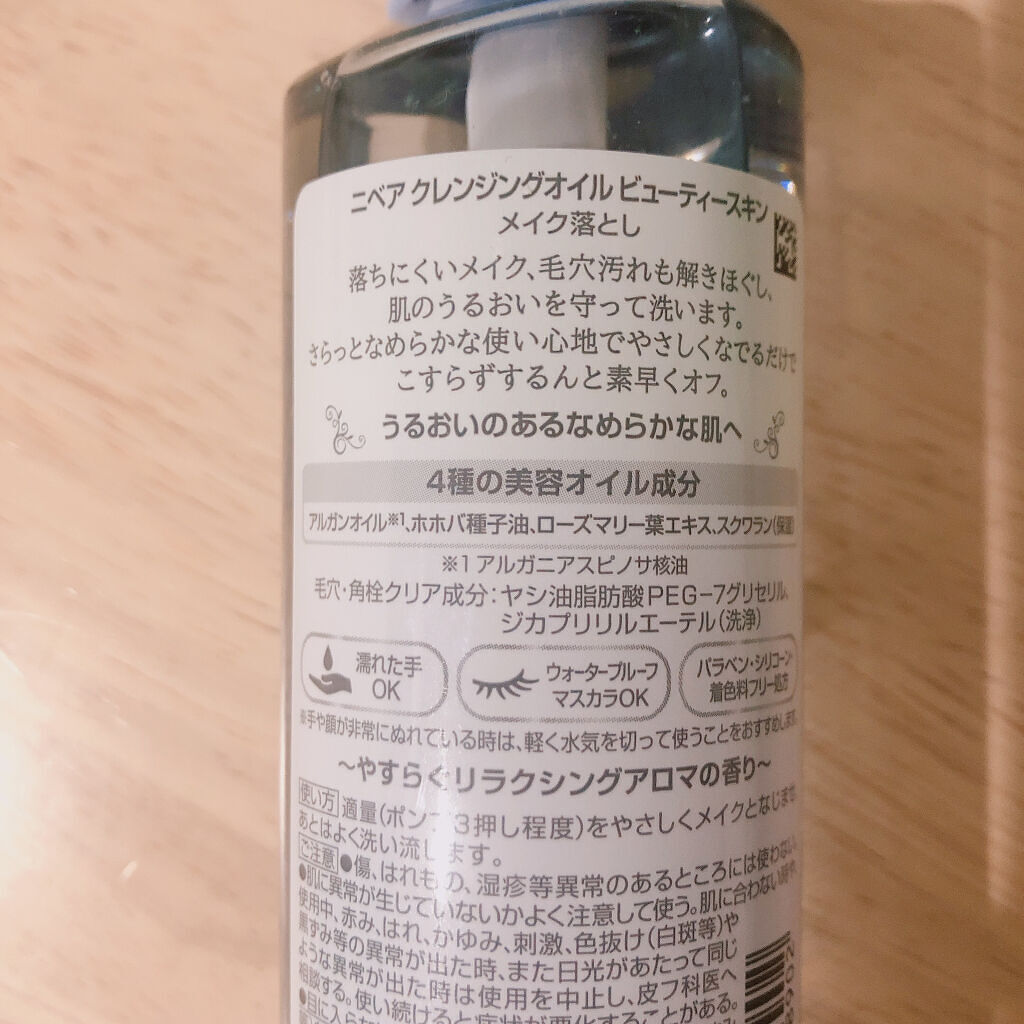 ニベア クレンジングオイル ビューティースキン
メイク落とし
落ちにくいメイク、毛穴汚れも解きほぐし、
肌のうるおいを守って洗います。
さらっとなめらかな使い心地でやさしくなでるだけで
こすらずするんと素早くオフ。
うるおいのあるなめらかな肌へ
4種の美容オイル成分
アルガンオイル※1、ホホバ種子油、ローズマリー葉エキス、スクワラン(保湿)
※1 アルガニアスピノサ核油
毛穴・角栓クリア成分：ヤシ油脂肪酸PEG-7グリセリル、
ジカプリリルエーテル(洗浄)
濡れた手
OK
ウォータープルーフ
マスカラOK
パラベン・シリコーン・
着色料フリー処方
※手や顔が非常にぬれている時は、軽く水気を切って使うことをおすすめします。
～やすらぐリラクシングアロマの香り～
使い方 適量(ポンプ3押し程度)をやさしくメイクとなじませ、
あとはよく洗い流します。
ご注意 ●傷、はれもの、湿疹等異常のあるところには使わない。
●肌に異常が生じていないかよく注意して使う。肌に合わない時や、
使用中、赤み、はれ、かゆみ、刺激、色抜け(白斑等)や
黒ずみ等の異常が出た時、また日光があたって同じ
ような異常が出た時は使用を中止し、皮フ科医へ
相談する。使い続けると症状が悪化することがある。
●目に入らな